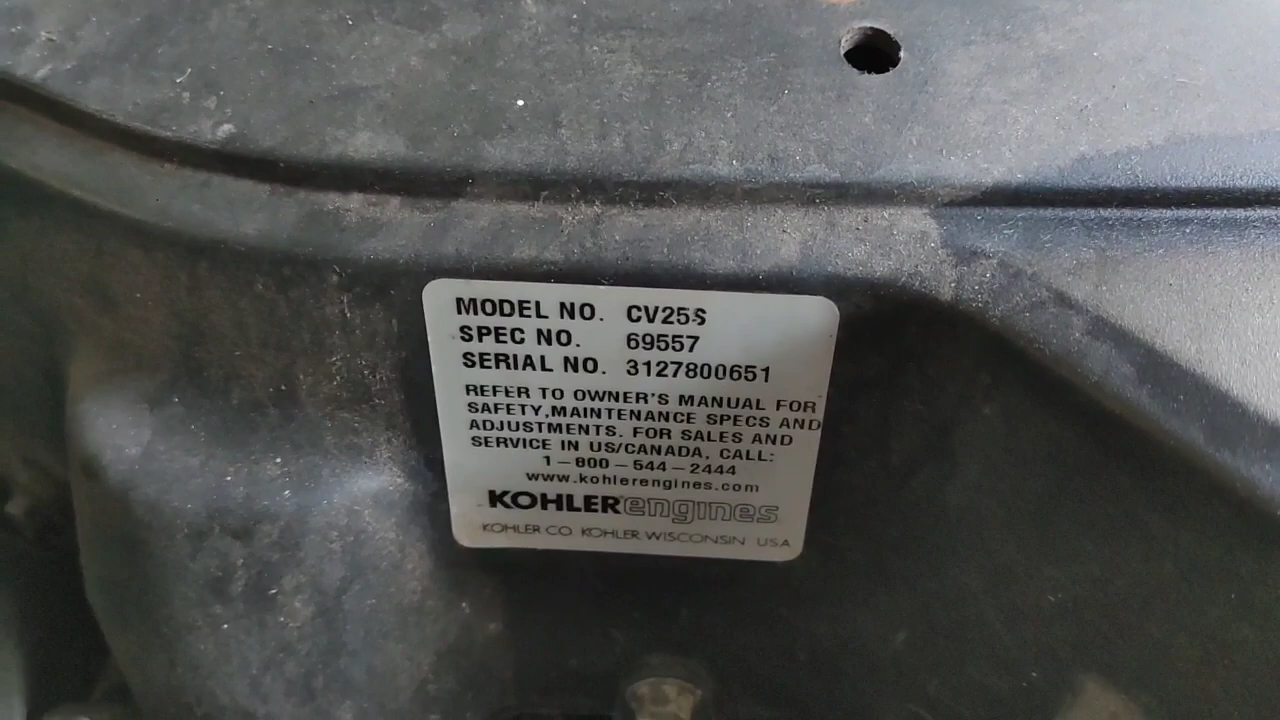 MODEL NO. CV25S
SPEC NO. 69557
SERIAL NO. 3127800651
REFER TO OWNER'S MANUAL FOR
SAFETY,MAINTENANCE SPECS AND
ADJUSTMENTS. FOR SALES AND
SERVICE IN US/CANADA, CALL:
1-800-544-2444
www.kohlerengines.com
KOHLERengines
KOHLER CO. KOHLER, WISCONSIN USA